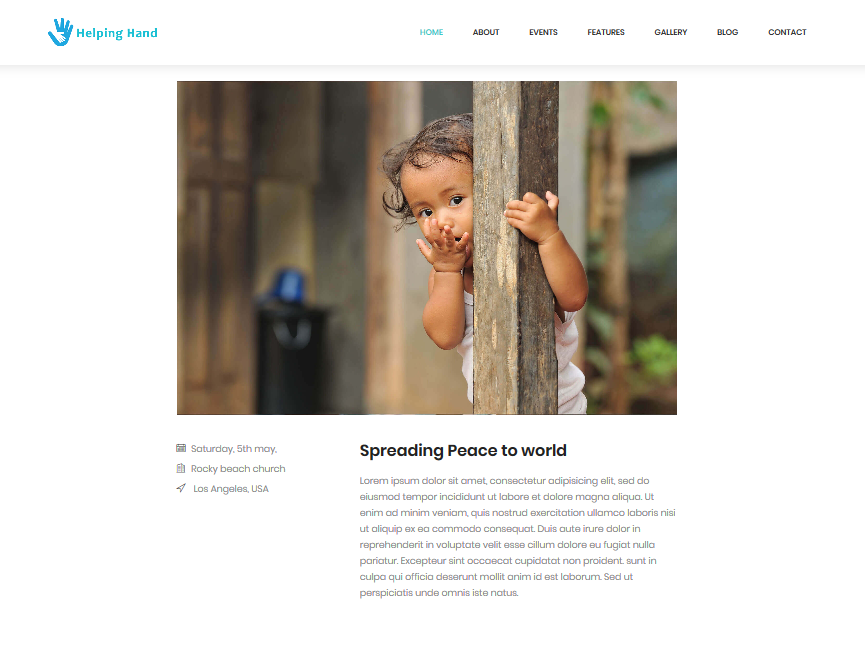 Helping Hand
HOME ABOUT EVENTS FEATURES GALLERY BLOG CONTACT
Saturday, 5th may,
Rocky beach church
Los Angeles, USA
Spreading Peace to world
Lorem ipsum dolor sit amet, consectetur adipisicing elit, sed do
eiusmod tempor incididunt ut labore et dolore magna aliqua. Ut
enim ad minim veniam, quis nostrud exercitation ullamco laboris nisi
ut aliquip ex ea commodo consequat. Duis aute irure dolor in
reprehenderit in voluptate velit esse cillum dolore eu fugiat nulla
pariatur. Excepteur sint occaecat cupidatat non proident. sunt in
culpa qui officia deserunt mollit anim id est laborum. Sed ut
perspiciatis unde omnis iste natus.